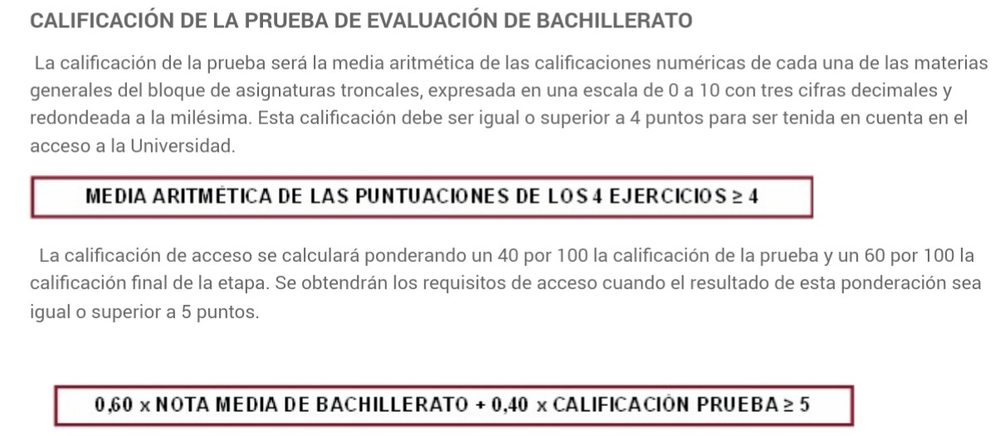 CALIFICACIÓN DE LA PRUEBA DE EVALUACIÓN DE BACHILLERATO
La calificación de la prueba será la media aritmética de las calificaciones numéricas de cada una de las materias
generales del bloque de asignaturas troncales, expresada en una escala de 0 a 10 con tres cifras decimales y
redondeada a la milésima. Esta calificación debe ser igual o superior a 4 puntos para ser tenida en cuenta en el
acceso a la Universidad.
MEDIA ARITMÉTICA DE LAS PUNTUACIONES DE LOS 4 EJERCICIOS ≥ 4
La calificación de acceso se calculará ponderando un 40 por 100 la calificación de la prueba y un 60 por 100 la
calificación final de la etapa. Se obtendrán los requisitos de acceso cuando el resultado de esta ponderación sea
igual o superior a 5 puntos.
0,60 x NOTA MEDIA DE BACHILLERATO + 0,40 x CALIFICACIÓN PRUEBA ≥ 5